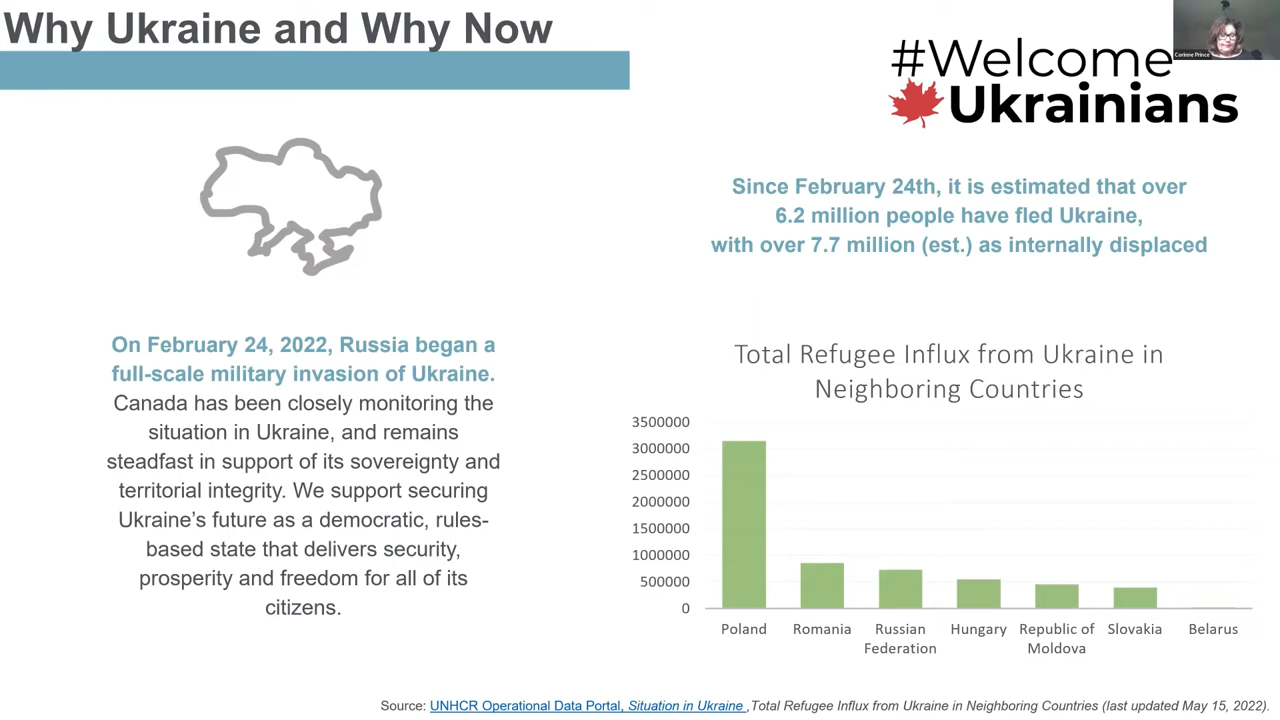 Why Ukraine and Why Now
#Welcome
Ukrainians
Corinne Prince
Since February 24th, it is estimated that over
6.2 million people have fled Ukraine,
with over 7.7 million (est.) as internally displaced
On February 24, 2022, Russia began a
full-scale military invasion of Ukraine.
Canada has been closely monitoring the
situation in Ukraine, and remains
steadfast in support of its sovereignty and
territorial integrity. We support securing
Ukraine's future as a democratic, rules-
based state that delivers security,
prosperity and freedom for all of its
citizens.
Total Refugee Influx from Ukraine in
Neighboring Countries
3500000
3000000
2500000
2000000
1500000
1000000
500000
0
Poland Romania Russian Hungary Republic of Slovakia Belarus
Federation Moldova
Source: UNHCR Operational Data Portal, Situation in Ukraine ,Total Refugee Influx from Ukraine in Neighboring Countries (last updated May 15, 2022).